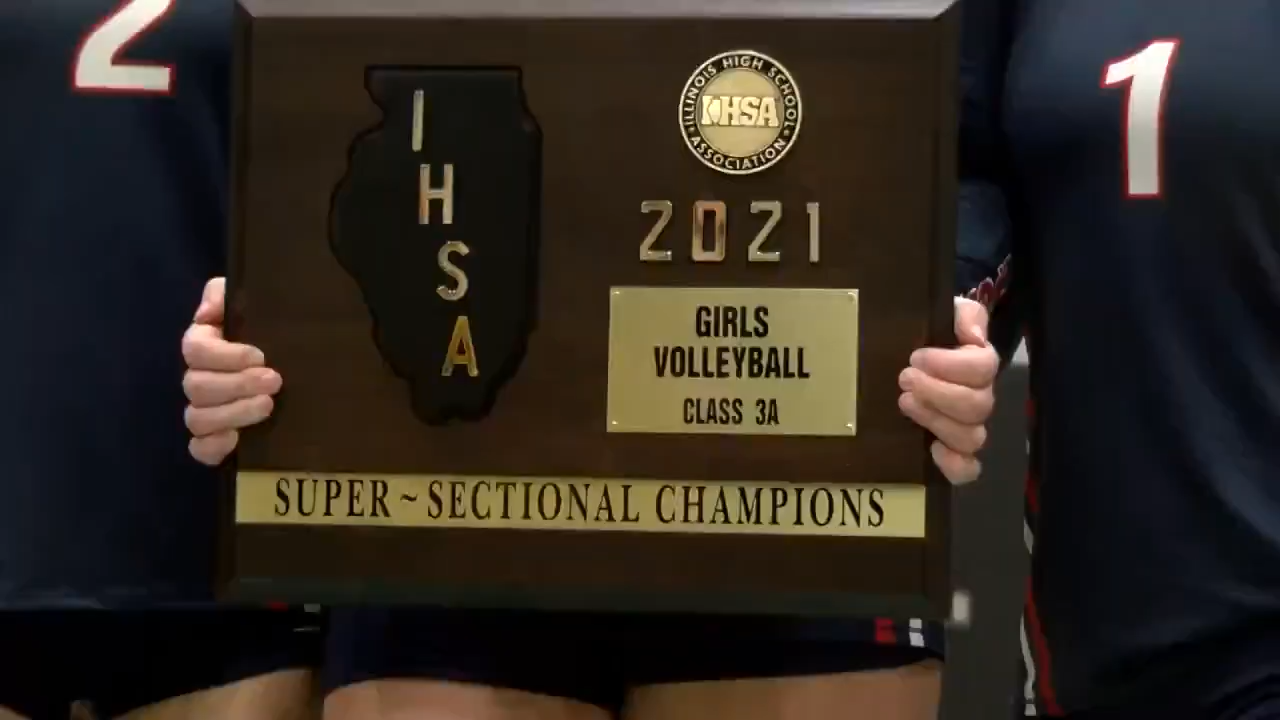 2
1
I
H
S
A
ILLINOIS HIGH SCHOOL
IHSA
ASSOCIATION
2021
GIRLS
VOLLEYBALL
CLASS 3A
SUPER~SECTIONAL CHAMPIONS